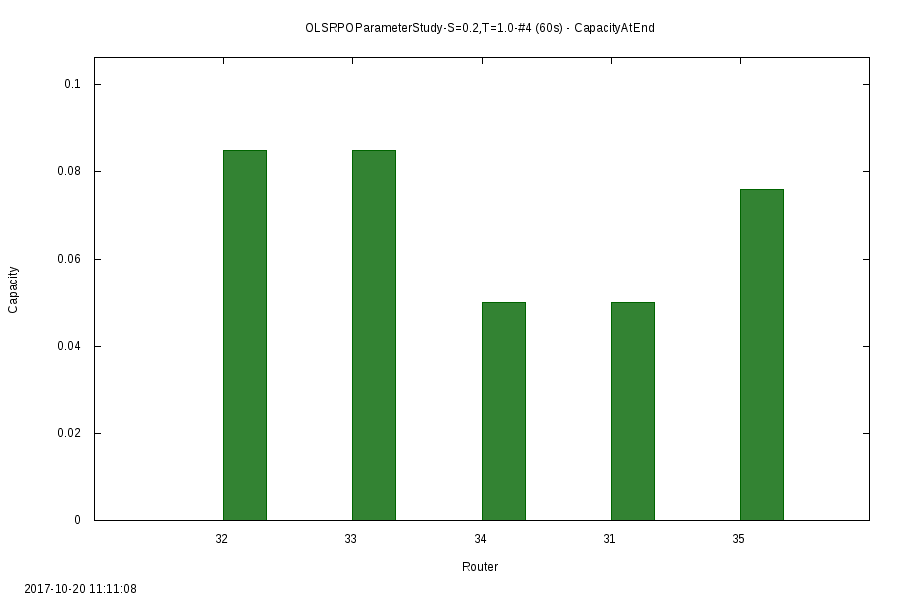 OLSRPOParameterStudy-S=0.2,T=1.0-#4 (60s) - CapacityAtEnd
0.1
0.08
0.06
0.04
0.02
0
Capacity
32 33 34 31 35
Router
2017-10-20 11:11:08